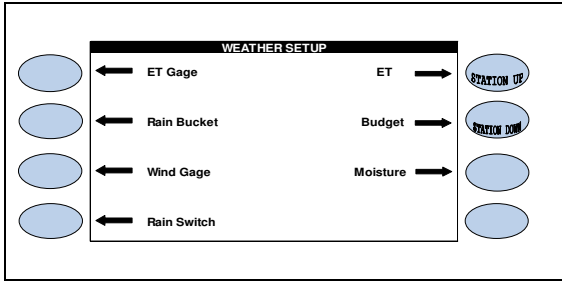 WEATHER SETUP
ET Gage ET STATION UP
Rain Bucket Budget STATION DOWN
Wind Gage Moisture
Rain Switch